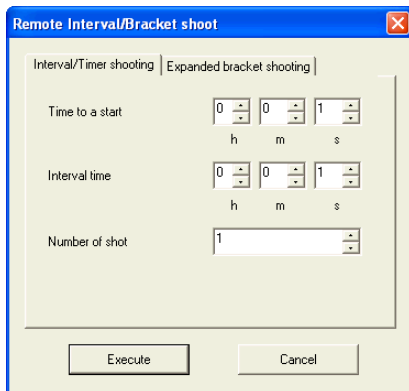 Remote Interval/Bracket shoot
Interval/Timer shooting Expanded bracket shooting
Time to a start 0 0 1
h m s
Interval time 0 0 1
h m s
Number of shot 1
Execute Cancel